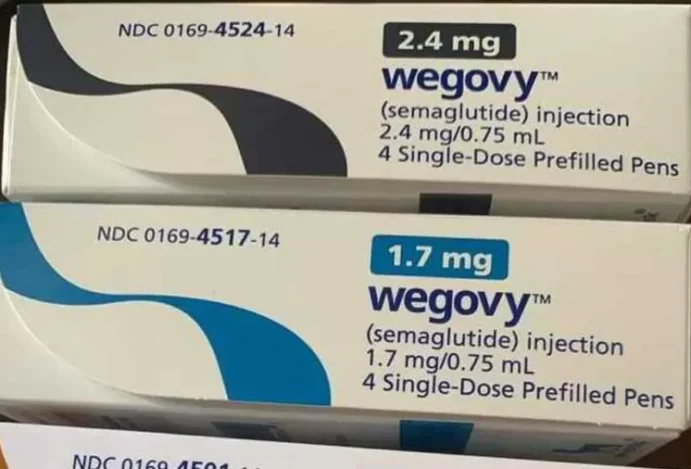 NDC 0169-4524-14
2.4 mg
wegovy™
(semaglutide) injection
2.4 mg/0.75 mL
4 Single-Dose Prefilled Pens
NDC 0169-4517-14
1.7 mg
wegovy™
(semaglutide) injection
1.7 mg/0.75 mL
4 Single-Dose Prefilled Pens
NDC 0169